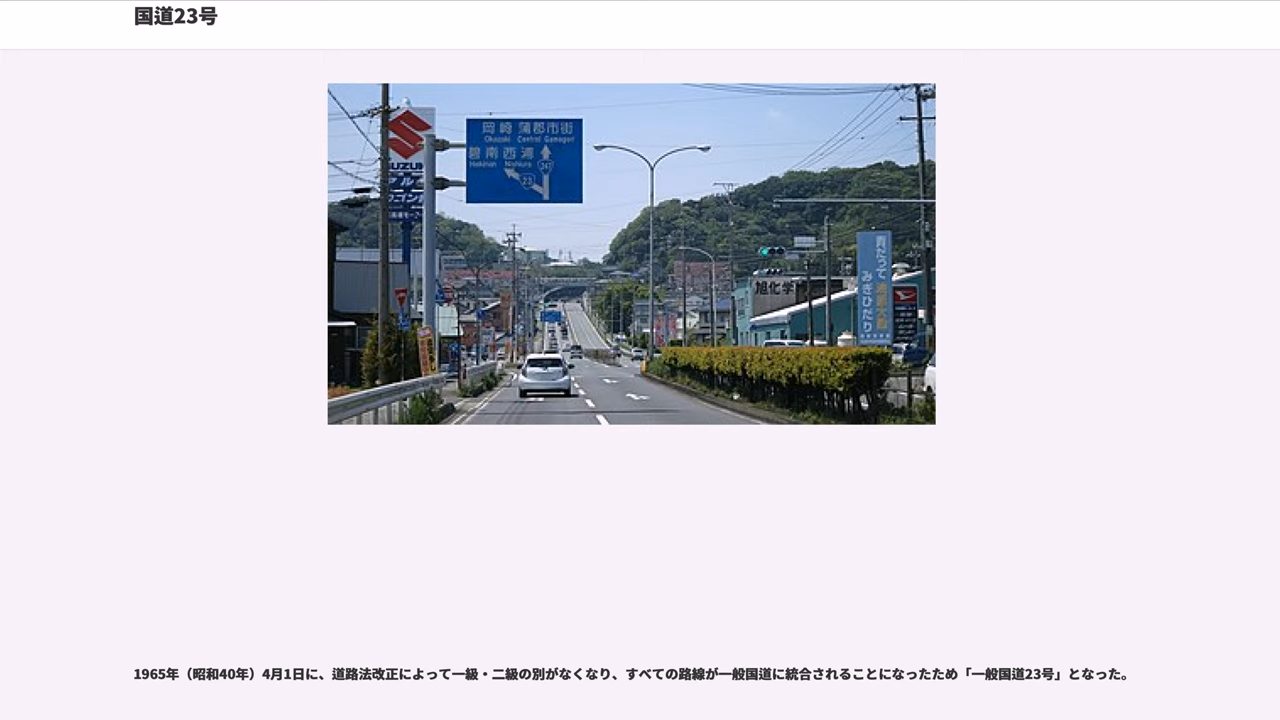 国道23号
岡崎 蒲郡市街
Okazaki Central Gamagori
碧南 西浦
Hekinan Nishiura
247
23
SUZUKI
旭化学
みぎひだり
1965年（昭和40年）4月1日に、道路法改正によって一級・二級の別がなくなり、すべての路線が一般国道に統合されることになったため「一般国道23号」となった。